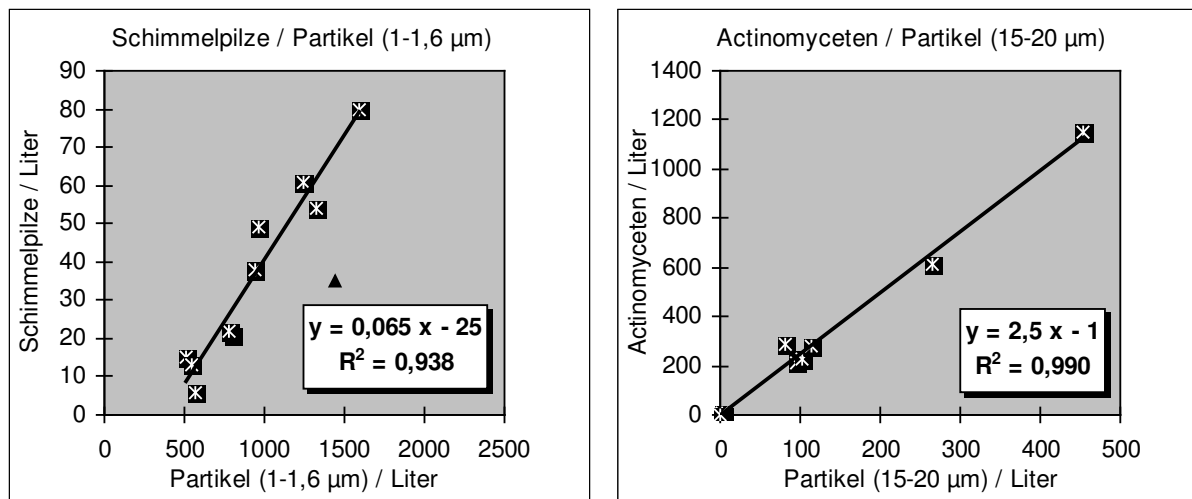 Schimmelpilze / Partikel (1-1,6 µm)
90
80
70
60
50
40
30
20
10
0
Schimmelpilze / Liter
y = 0,065 x - 25
R² = 0,938
0 500 1000 1500 2000 2500
Partikel (1-1,6 µm) / Liter
Actinomyceten / Partikel (15-20 µm)
1400
1200
1000
800
600
400
200
0
Actinomyceten / Liter
y = 2,5 x - 1
R² = 0,990
0 100 200 300 400 500
Partikel (15-20 µm) / Liter